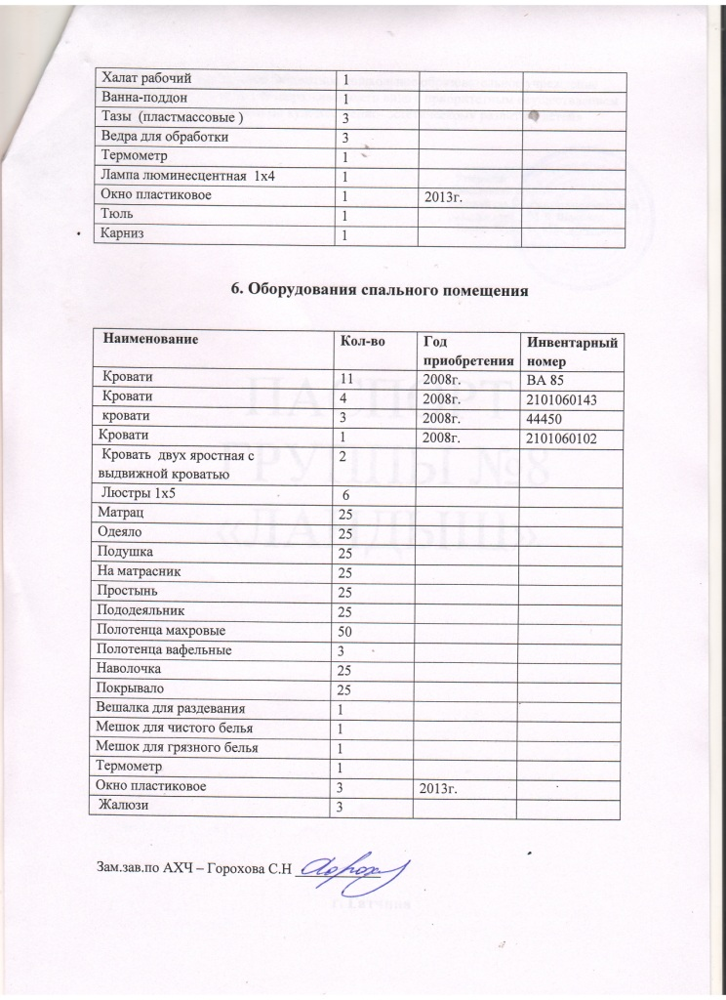 Халат рабочий 1
Ванна-поддон 1
Тазы (пластмассовые ) 3
Ведра для обработки 3
Термометр 1
Лампа люминесцентная 1х4 1
Окно пластиковое 1 2013г.
Тюль 1
Карниз 1
6. Оборудования спального помещения
Наименование Кол-во Год приобретения Инвентарный номер
Кровати 11 2008г. ВА 85
Кровати 4 2008г. 2101060143
кровати 3 2008г. 44450
Кровати 1 2008г. 2101060102
Кровать двух яростная с 2
выдвижной кроватью
Люстры 1х5 6
Матрац 25
Одеяло 25
Подушка 25
На матрасник 25
Простынь 25
Пододеяльник 25
Полотенца махровые 50
Полотенца вафельные 3
Наволочка 25
Покрывало 25
Вешалка для раздевания 1
Мешок для чистого белья 1
Мешок для грязного белья 1
Термометр 1
Окно пластиковое 3 2013г.
Жалюзи 3
Зам.зав.по АХЧ – Горохова С.Н
ПАСПОРТ
ГРУППЫ №8
«ЛАНДЫШ»